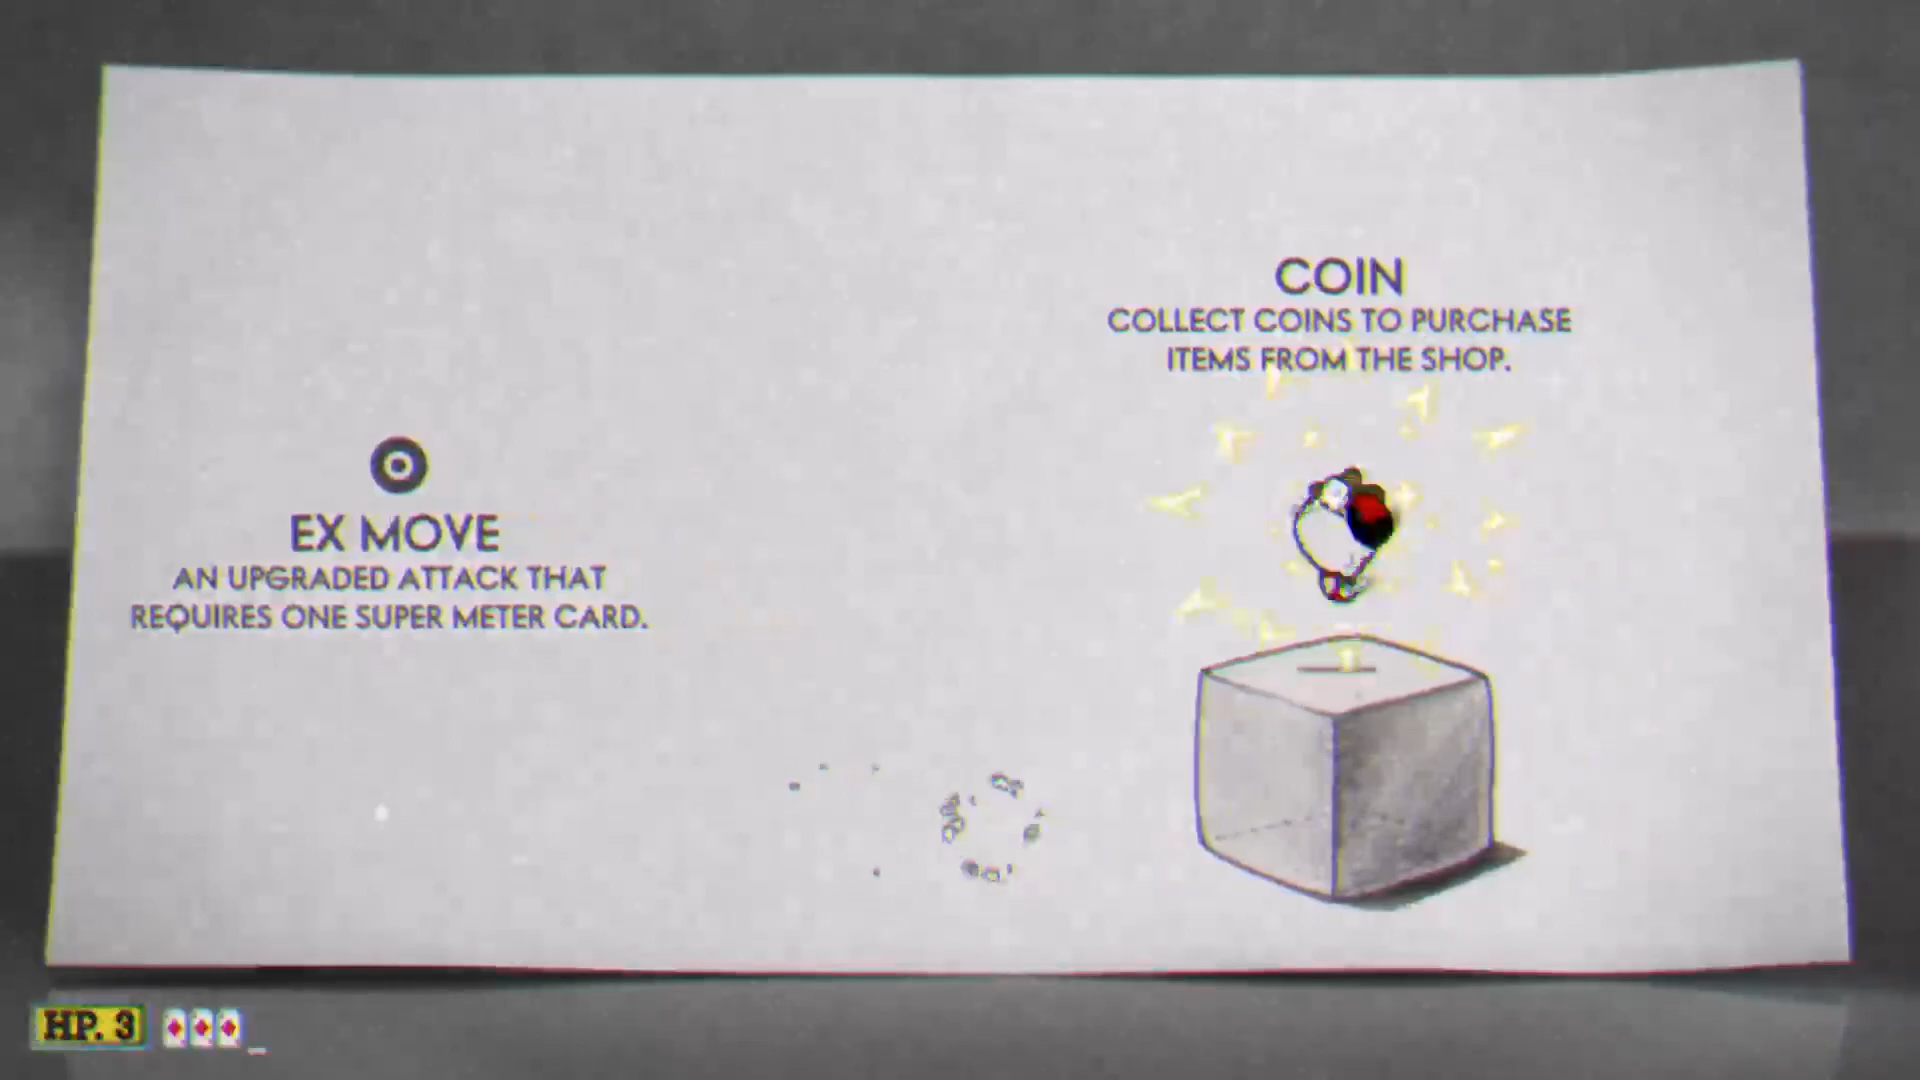 EX MOVE
AN UPGRADED ATTACK THAT
REQUIRES ONE SUPER METER CARD.
COIN
COLLECT COINS TO PURCHASE
ITEMS FROM THE SHOP.
HP. 3